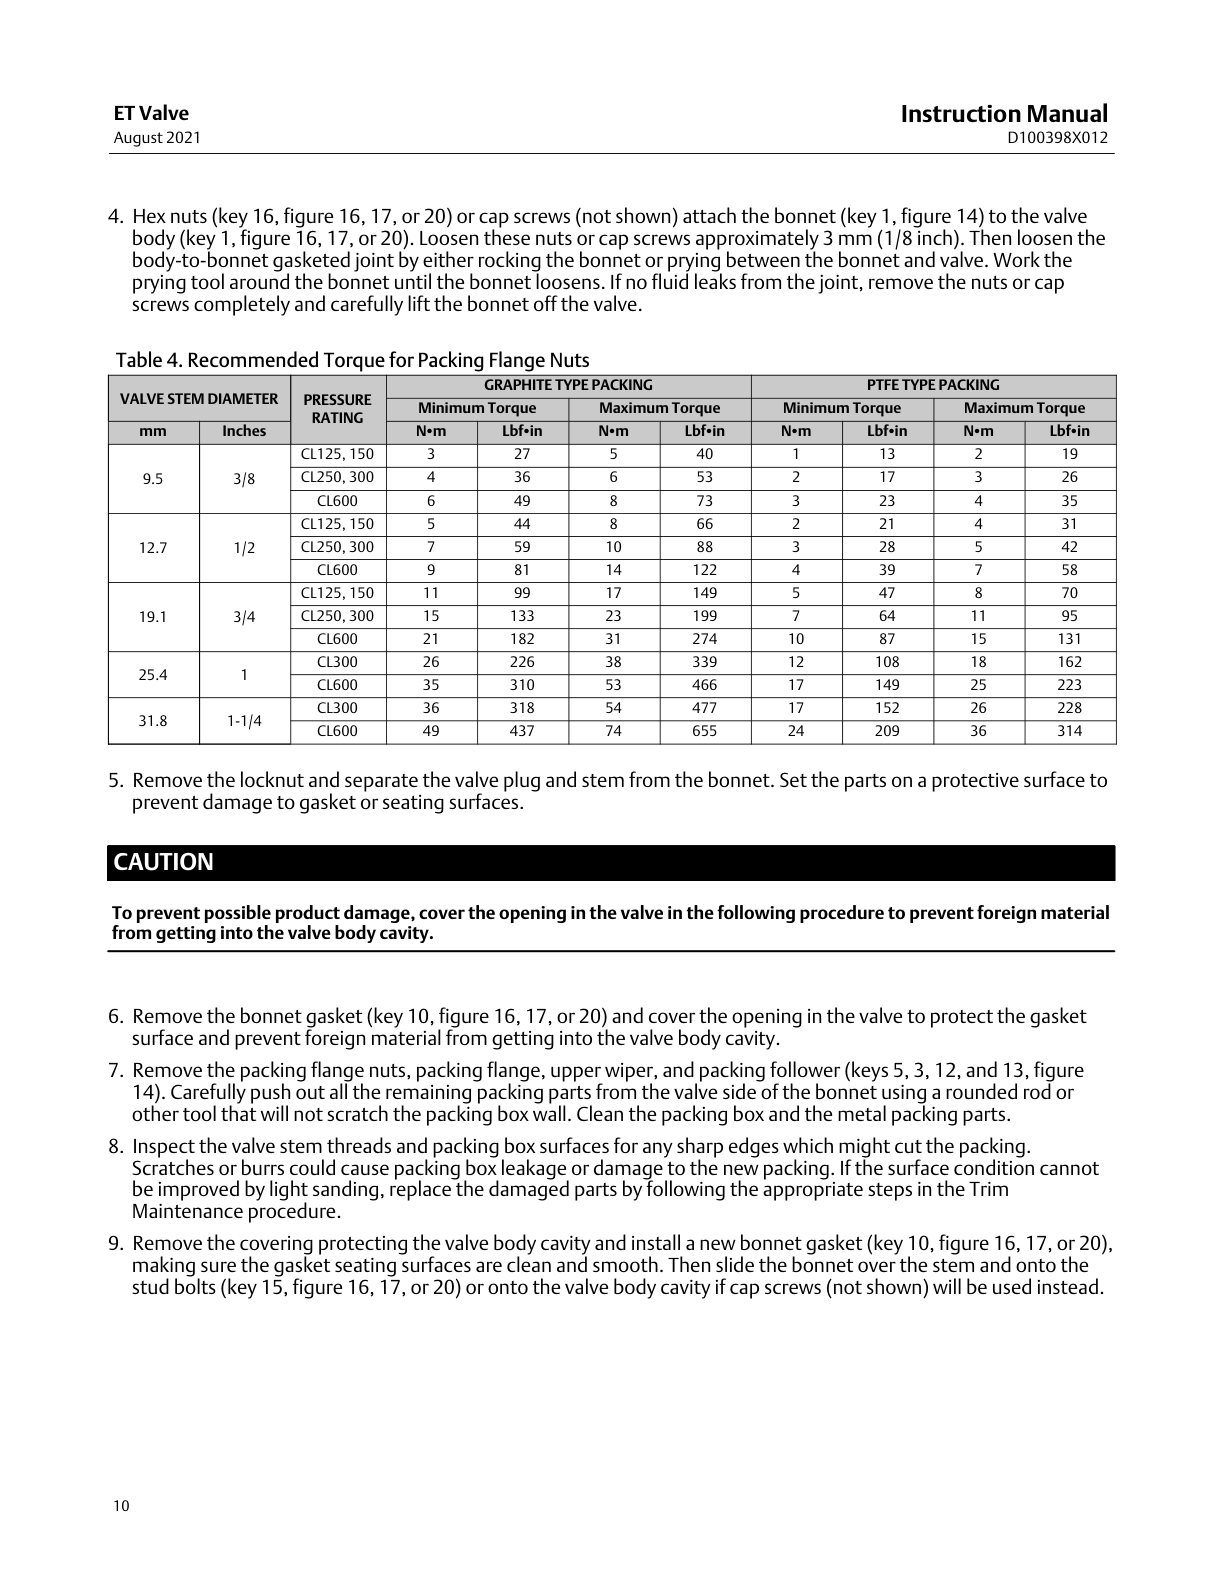 ET Valve
August 2021
Instruction Manual
D100398X012
4. Hex nuts (key 16, figure 16, 17, or 20) or cap screws (not shown) attach the bonnet (key 1, figure 14) to the valve
body (key 1, figure 16, 17, or 20). Loosen these nuts or cap screws approximately 3 mm (1/8 inch). Then loosen the
body-to-bonnet gasketed joint by either rocking the bonnet or prying between the bonnet and valve. Work the
prying tool around the bonnet until the bonnet loosens. If no fluid leaks from the joint, remove the nuts or cap
screws completely and carefully lift the bonnet off the valve.
Table 4. Recommended Torque for Packing Flange Nuts
VALVE STEM DIAMETER PRESSURE RATING GRAPHITE TYPE PACKING PTFE TYPE PACKING
Minimum Torque Maximum Torque Minimum Torque Maximum Torque
mm Inches N•m Lbf•in N•m Lbf•in N•m Lbf•in N•m Lbf•in
9.5 3/8 CL125, 150 3 27 5 40 1 13 2 19
CL250, 300 4 36 6 53 2 17 3 26
CL600 6 49 8 73 3 23 4 35
12.7 1/2 CL125, 150 5 44 8 66 2 21 4 31
CL250, 300 7 59 10 88 3 28 5 42
CL600 9 81 14 122 4 39 7 58
19.1 3/4 CL125, 150 11 99 17 149 5 47 8 70
CL250, 300 15 133 23 199 7 64 11 95
CL600 21 182 31 274 10 87 15 131
25.4 1 CL300 26 226 38 339 12 108 18 162
CL600 35 310 53 466 17 149 25 223
31.8 1-1/4 CL300 36 318 54 477 17 152 26 228
CL600 49 437 74 655 24 209 36 314
5. Remove the locknut and separate the valve plug and stem from the bonnet. Set the parts on a protective surface to
prevent damage to gasket or seating surfaces.
CAUTION
To prevent possible product damage, cover the opening in the valve in the following procedure to prevent foreign material
from getting into the valve body cavity.
6. Remove the bonnet gasket (key 10, figure 16, 17, or 20) and cover the opening in the valve to protect the gasket
surface and prevent foreign material from getting into the valve body cavity.
7. Remove the packing flange nuts, packing flange, upper wiper, and packing follower (keys 5, 3, 12, and 13, figure
14). Carefully push out all the remaining packing parts from the valve side of the bonnet using a rounded rod or
other tool that will not scratch the packing box wall. Clean the packing box and the metal packing parts.
8. Inspect the valve stem threads and packing box surfaces for any sharp edges which might cut the packing.
Scratches or burrs could cause packing box leakage or damage to the new packing. If the surface condition cannot
be improved by light sanding, replace the damaged parts by following the appropriate steps in the Trim
Maintenance procedure.
9. Remove the covering protecting the valve body cavity and install a new bonnet gasket (key 10, figure 16, 17, or 20),
making sure the gasket seating surfaces are clean and smooth. Then slide the bonnet over the stem and onto the
stud bolts (key 15, figure 16, 17, or 20) or onto the valve body cavity if cap screws (not shown) will be used instead.
10